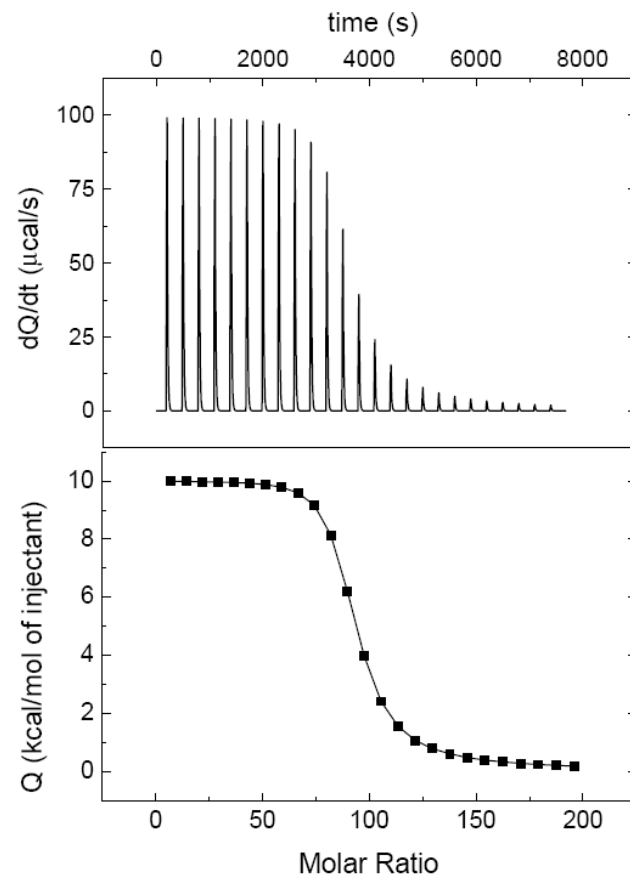 time (s)
0 2000 4000 6000 8000
100
75
50
25
0
dQ/dt (μcal/s)
10
8
6
4
2
0
Q (kcal/mol of injectant)
0 50 100 150 200
Molar Ratio